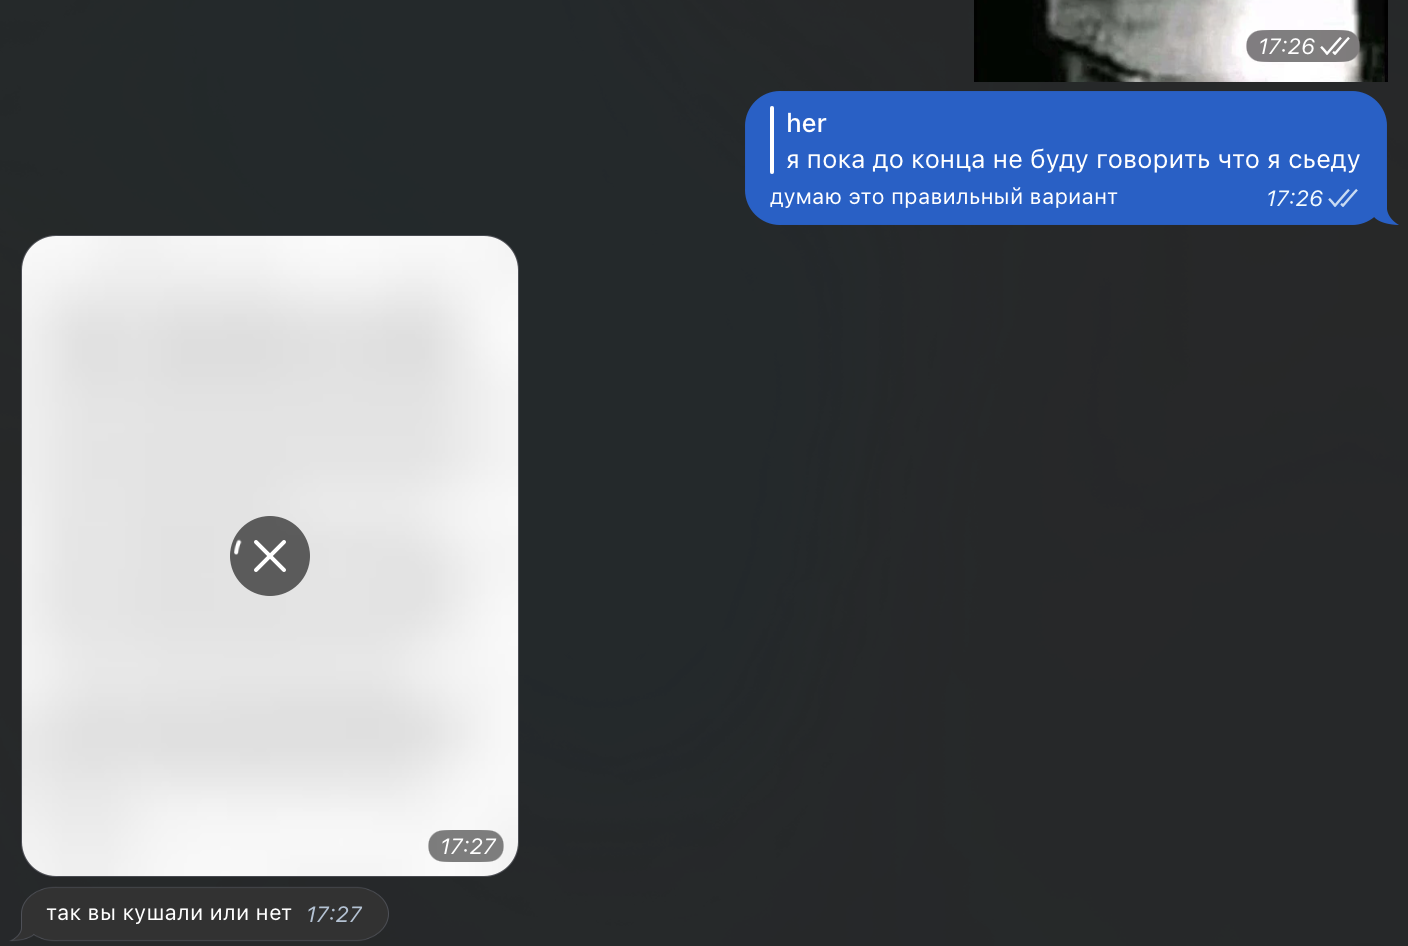 17:26
her
я пока до конца не буду говорить что я сьеду
думаю это правильный вариант 17:26
17:27
так вы кушали или нет 17:27